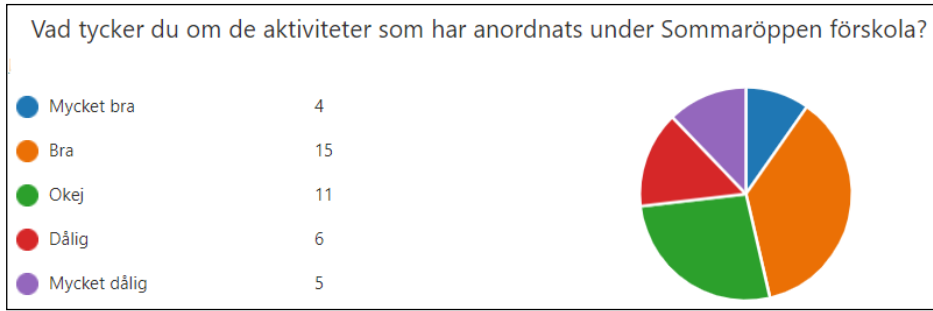 Vad tycker du om de aktiviteter som har anordnats under Sommaröppen förskola?
Mycket bra 4
Bra 15
Okej 11
Dålig 6
Mycket dålig 5